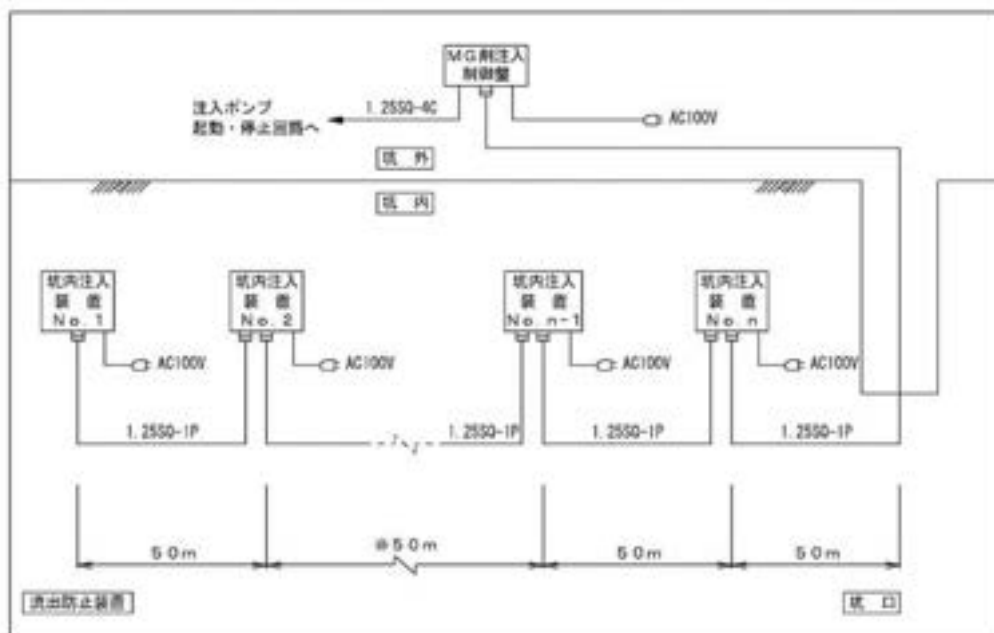 MG剤注入
制御盤
注入ポンプ
起動・停止回路へ
1.25SQ-4C
AC100V
坑 外
坑 内
坑内注入
装 置
No.1
坑内注入
装 置
No.2
坑内注入
装 置
No.n-1
坑内注入
装 置
No.n
AC100V
AC100V
AC100V
AC100V
1.25SQ-1P
1.25SQ-1P
1.25SQ-1P
1.25SQ-1P
50m
@50m
50m
50m
流出防止装置
坑 口